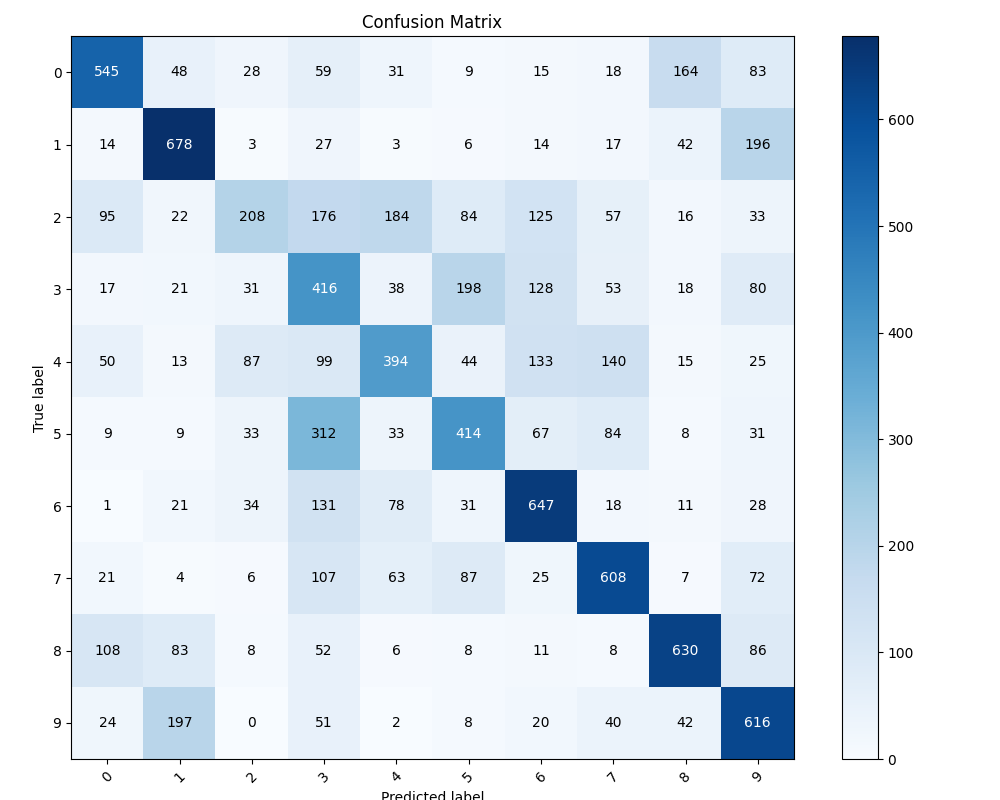 Confusion Matrix
0 545 48 28 59 31 9 15 18 164 83
1 14 678 3 27 3 6 14 17 42 196
2 95 22 208 176 184 84 125 57 16 33
3 17 21 31 416 38 198 128 53 18 80
4 50 13 87 99 394 44 133 140 15 25
5 9 9 33 312 33 414 67 84 8 31
6 1 21 34 131 78 31 647 18 11 28
7 21 4 6 107 63 87 25 608 7 72
8 108 83 8 52 6 8 11 8 630 86
9 24 197 0 51 2 8 20 40 42 616
0 1 2 3 4 5 6 7 8 9
True label
Predicted label
600
500
400
300
200
100
0